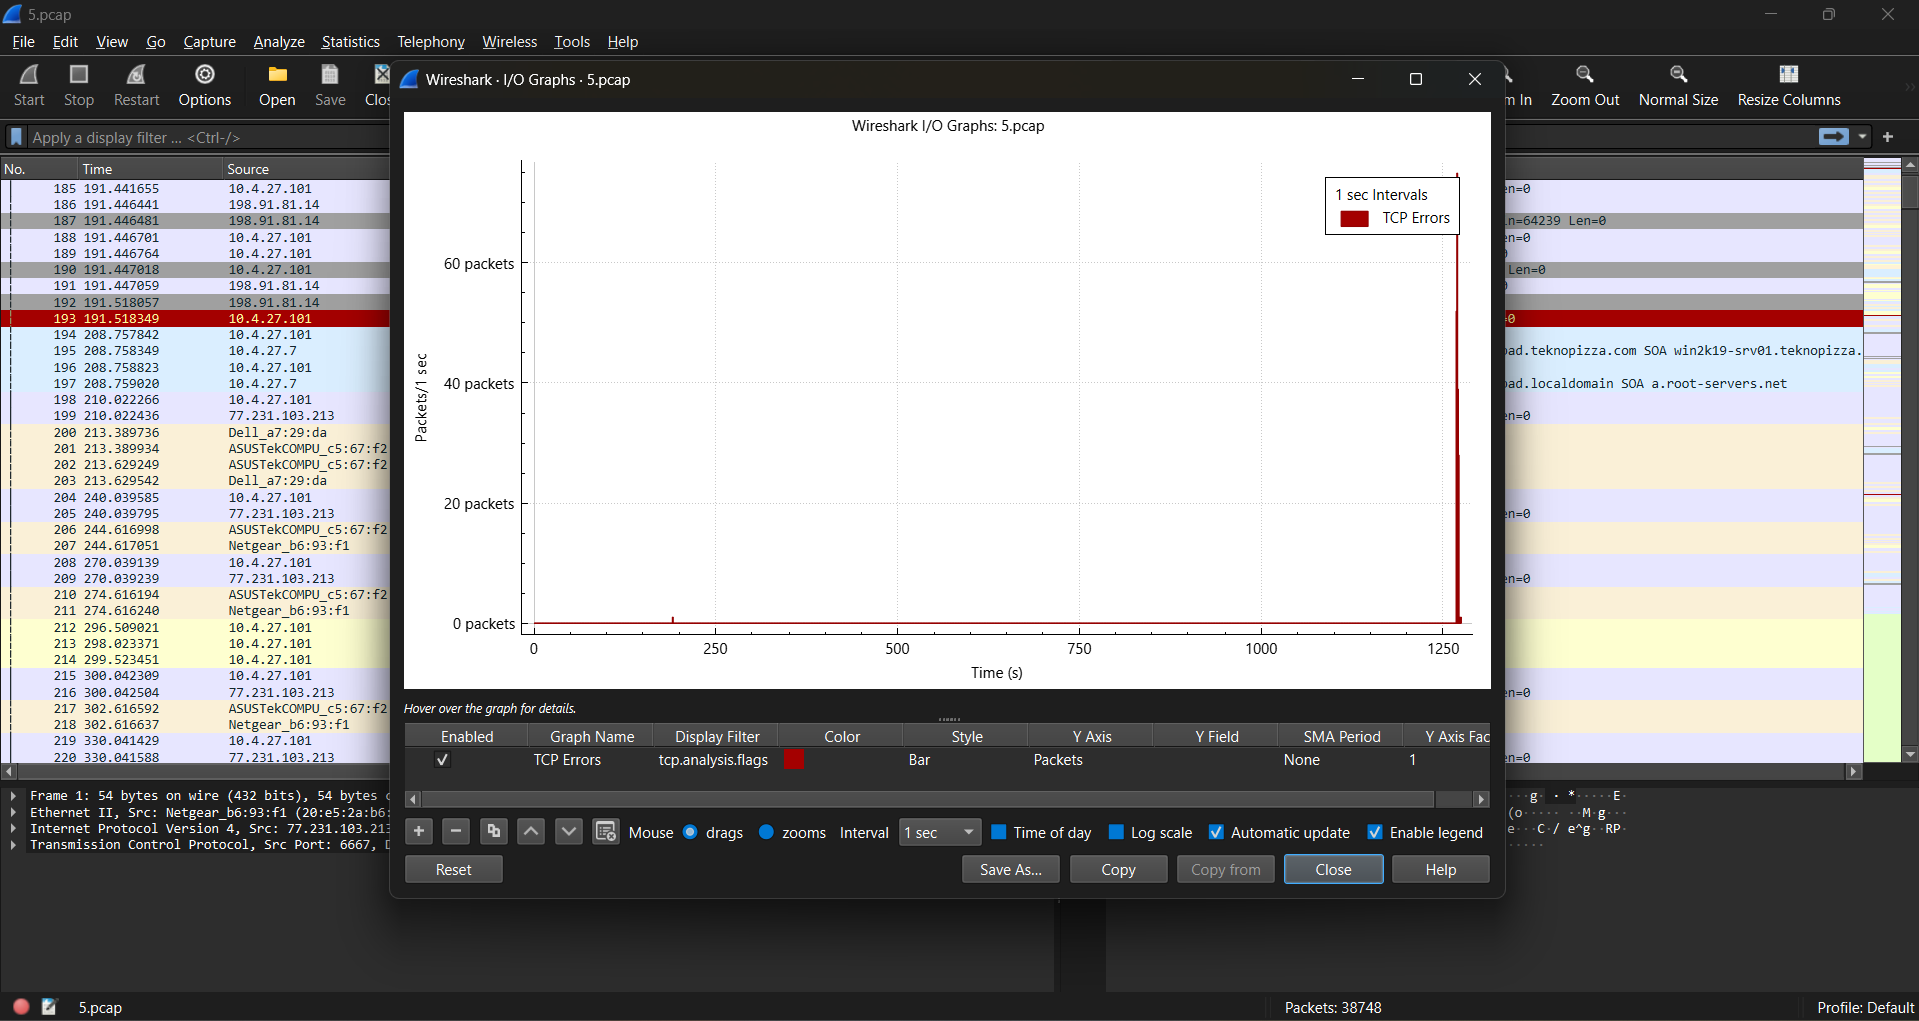 5.pcap
File Edit View Go Capture Analyze Statistics Telephony Wireless Tools Help
Start Stop Restart Options Open Save Clos
m In Zoom Out Normal Size Resize Columns
Apply a display filter ... <Ctrl-/>
No. Time Source
185 191.441655 10.4.27.101
186 191.446441 198.91.81.14
187 191.446481 198.91.81.14
188 191.446701 10.4.27.101
189 191.446764 10.4.27.101
190 191.447018 10.4.27.101
191 191.447059 198.91.81.14
192 191.518057 198.91.81.14
193 191.518349 10.4.27.101
194 208.757842 10.4.27.101
195 208.758349 10.4.27.7
196 208.758823 10.4.27.101
197 208.759020 10.4.27.7
198 210.022266 10.4.27.101
199 210.022436 77.231.103.213
200 213.389736 Dell_a7:29:da
201 213.389934 ASUSTekCOMPU_c5:67:f2
202 213.629249 ASUSTekCOMPU_c5:67:f2
203 213.629542 Dell_a7:29:da
204 240.039585 10.4.27.101
205 240.039795 77.231.103.213
206 244.616998 ASUSTekCOMPU_c5:67:f2
207 244.617051 Netgear_b6:93:f1
208 270.039139 10.4.27.101
209 270.039239 77.231.103.213
210 274.616194 ASUSTekCOMPU_c5:67:f2
211 274.616240 Netgear_b6:93:f1
212 296.509021 10.4.27.101
213 298.023371 10.4.27.101
214 299.523451 10.4.27.101
215 300.042309 10.4.27.101
216 300.042504 77.231.103.213
217 302.616592 ASUSTekCOMPU_c5:67:f2
218 302.616637 Netgear_b6:93:f1
219 330.041429 10.4.27.101
220 330.041588 77.231.103.213
en=0
n=64239 Len=0
en=0
Len=0
=0
ad.teknopizza.com SOA win2k19-srv01.teknopizza.
ad.localdomain SOA a.root-servers.net
en=0
en=0
en=0
en=0
en=0
Wireshark · I/O Graphs · 5.pcap
Wireshark I/O Graphs: 5.pcap
1 sec Intervals
TCP Errors
Packets/1 sec
60 packets
40 packets
20 packets
0 packets
0 250 500 750 1000 1250
Time (s)
Hover over the graph for details.
Enabled Graph Name Display Filter Color Style Y Axis Y Field SMA Period Y Axis Fac
TCP Errors tcp.analysis.flags Bar Packets None 1
Mouse drags zooms Interval 1 sec Time of day Log scale Automatic update Enable legend
Reset Save As... Copy Copy from Close Help
Frame 1: 54 bytes on wire (432 bits), 54 bytes
Ethernet II, Src: Netgear_b6:93:f1 (20:e5:2a:b6:
Internet Protocol Version 4, Src: 77.231.103.213
Transmission Control Protocol, Src Port: 6667, D
··g· ·*·····E·
(o····· ··M·g···
e···C·/ e^g··RP·
·····
5.pcap
Packets: 38748
Profile: Default